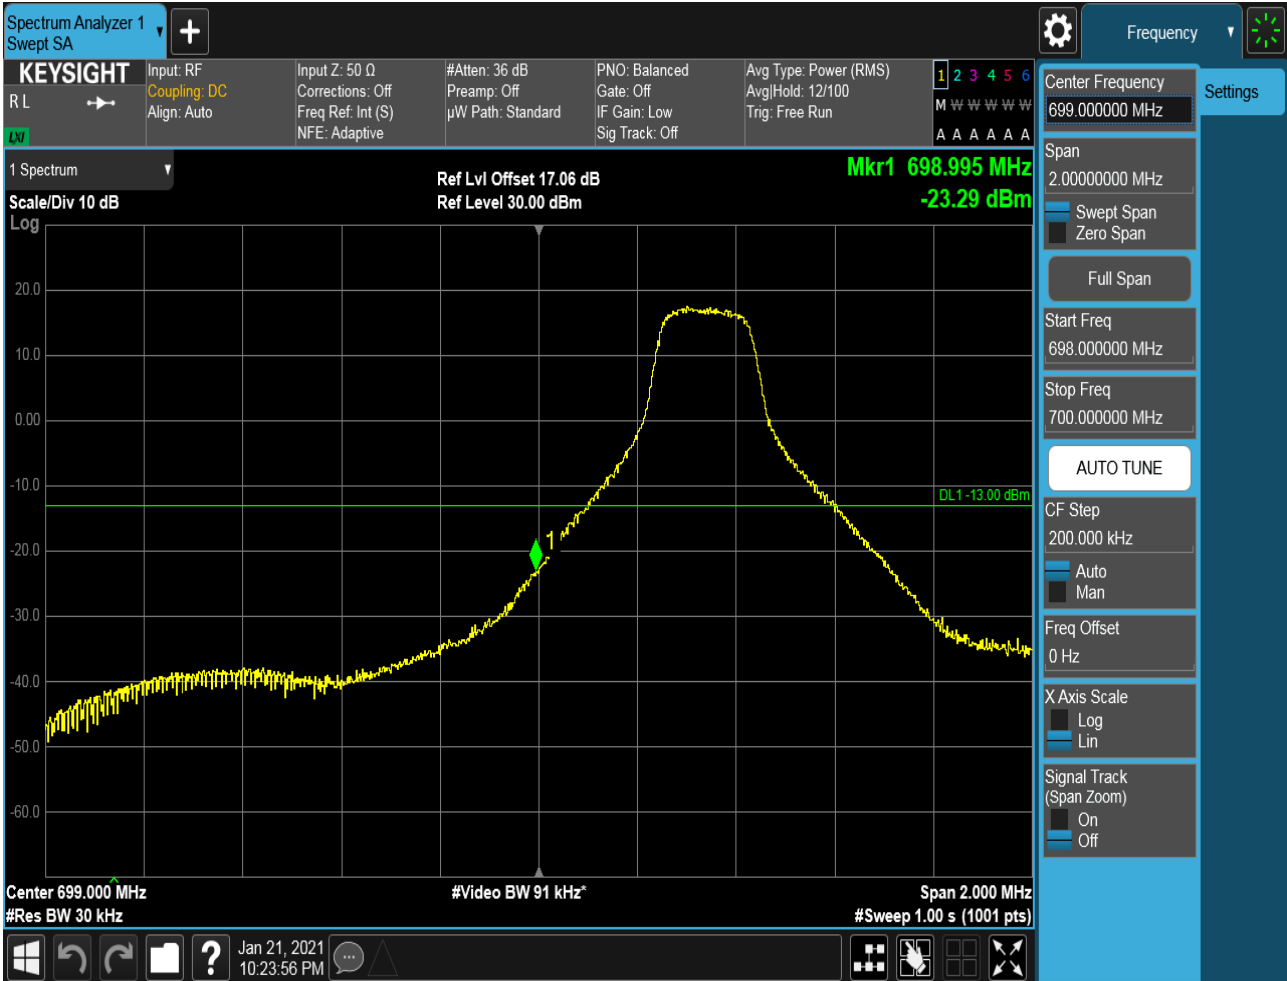 Spectrum Analyzer 1
Swept SA
Frequency
KEYSIGHT
R L
LXI
Input: RF
Coupling: DC
Align: Auto
Input Z: 50 Ω
Corrections: Off
Freq Ref: Int (S)
NFE: Adaptive
#Atten: 36 dB
Preamp: Off
µW Path: Standard
PNO: Balanced
Gate: Off
IF Gain: Low
Sig Track: Off
Avg Type: Power (RMS)
Avg|Hold: 12/100
Trig: Free Run
1 2 3 4 5 6
M W W W W W
A A A A A A
1 Spectrum
Scale/Div 10 dB
Log
Ref Lvl Offset 17.06 dB
Ref Level 30.00 dBm
Mkr1 698.995 MHz
-23.29 dBm
20.0
10.0
0.00
-10.0
-20.0
-30.0
-40.0
-50.0
-60.0
DL1 -13.00 dBm
1
Center 699.000 MHz
#Res BW 30 kHz
#Video BW 91 kHz*
Span 2.000 MHz
#Sweep 1.00 s (1001 pts)
Center Frequency
699.000000 MHz
Settings
Span
2.00000000 MHz
Swept Span
Zero Span
Full Span
Start Freq
698.000000 MHz
Stop Freq
700.000000 MHz
AUTO TUNE
CF Step
200.000 kHz
Auto
Man
Freq Offset
0 Hz
X Axis Scale
Log
Lin
Signal Track
(Span Zoom)
On
Off
?
Jan 21, 2021
10:23:56 PM